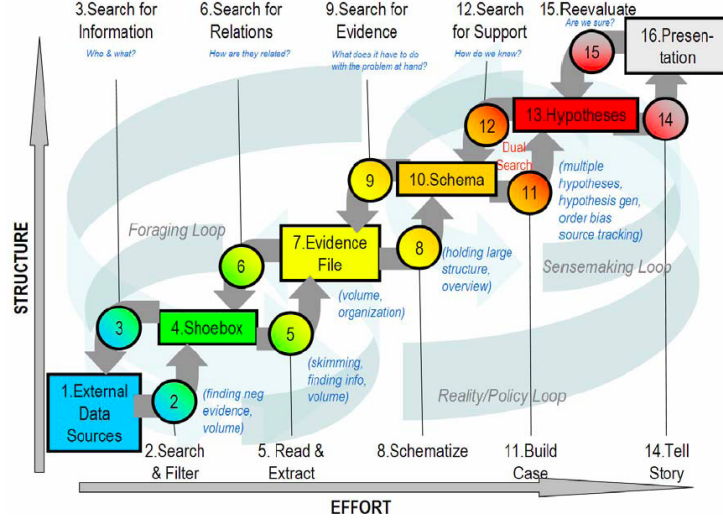 3.Search for
Information
Who & what?
6.Search for
Relations
How are they related?
9.Search for
Evidence
What does it have to do
with the problem at hand?
12.Search
for Support
How do we know?
15.Reevaluate
Are we sure?
15
16.Presen-
tation
12
13.Hypotheses
14
Dual
Search
9
10.Schema
11
(multiple
hypotheses,
hypothesis gen,
order bias
source tracking)
Foraging Loop
7.Evidence
File
8
(holding large
structure,
overview)
Sensemaking Loop
6
(volume,
organization)
3
4.Shoebox
5
(skimming,
finding info,
volume)
1.External
Data
Sources
2
(finding neg
evidence,
volume)
Reality/Policy Loop
2.Search
& Filter
5. Read &
Extract
8.Schematize
11.Build
Case
14.Tell
Story
STRUCTURE
EFFORT